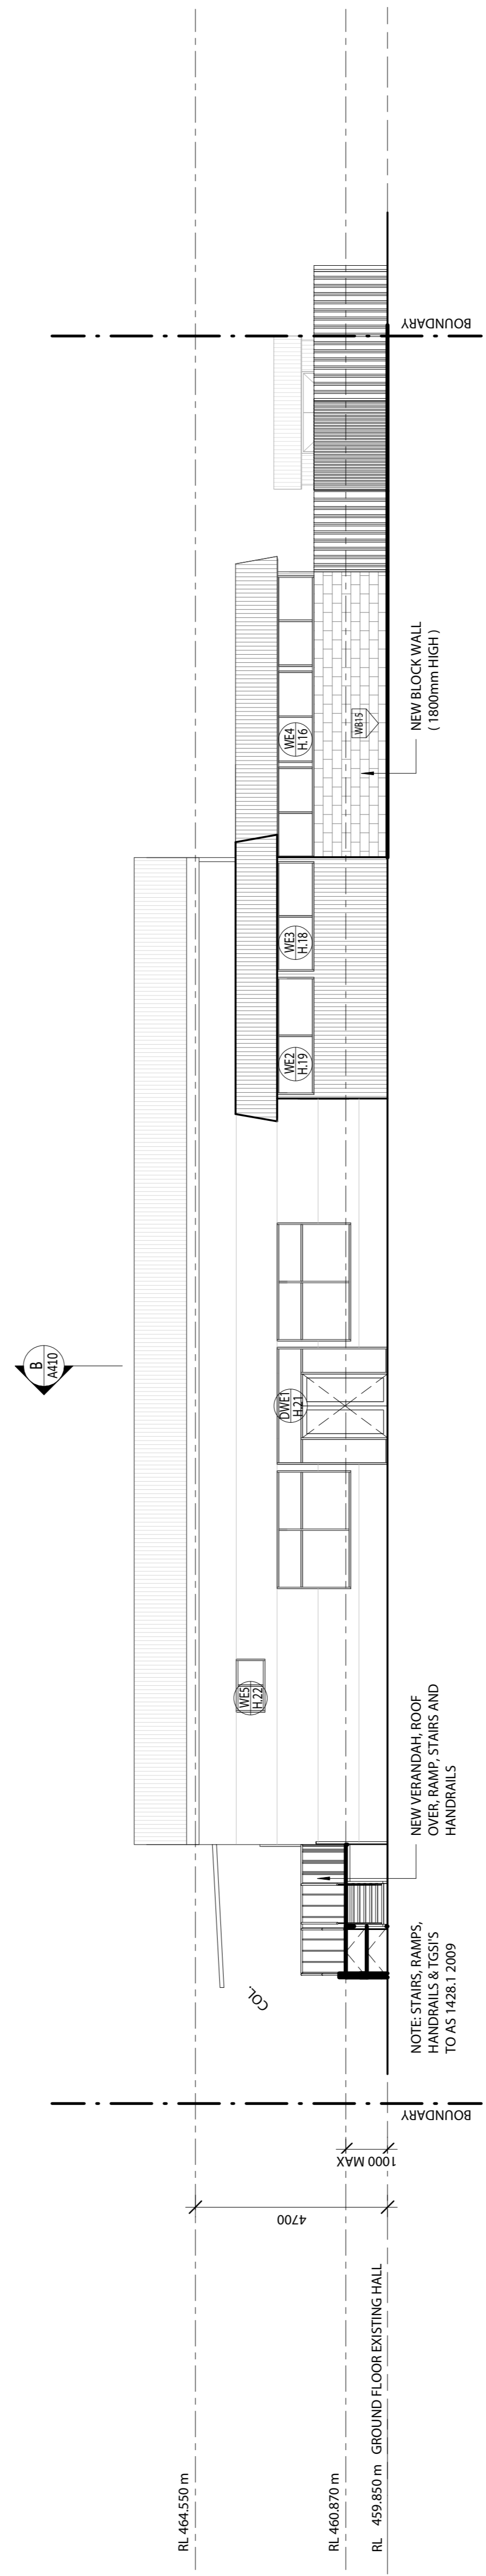 RL 464.550 m
RL 460.870 m
RL 459.850 m GROUND FLOOR EXISTING HALL
4700
1000 MAX
BOUNDARY
NOTE: STAIRS, RAMPS,
HANDRAILS & TGSI'S
TO AS 1428.1 2009
COL.
NEW VERANDAH, ROOF
OVER, RAMP, STAIRS AND
HANDRAILS
WE5
H.22
B
A410
DWE1
H.21
WE2
H.19
WE3
H.18
WE4
H.16
WB15
NEW BLOCK WALL
( 1800mm HIGH )
BOUNDARY